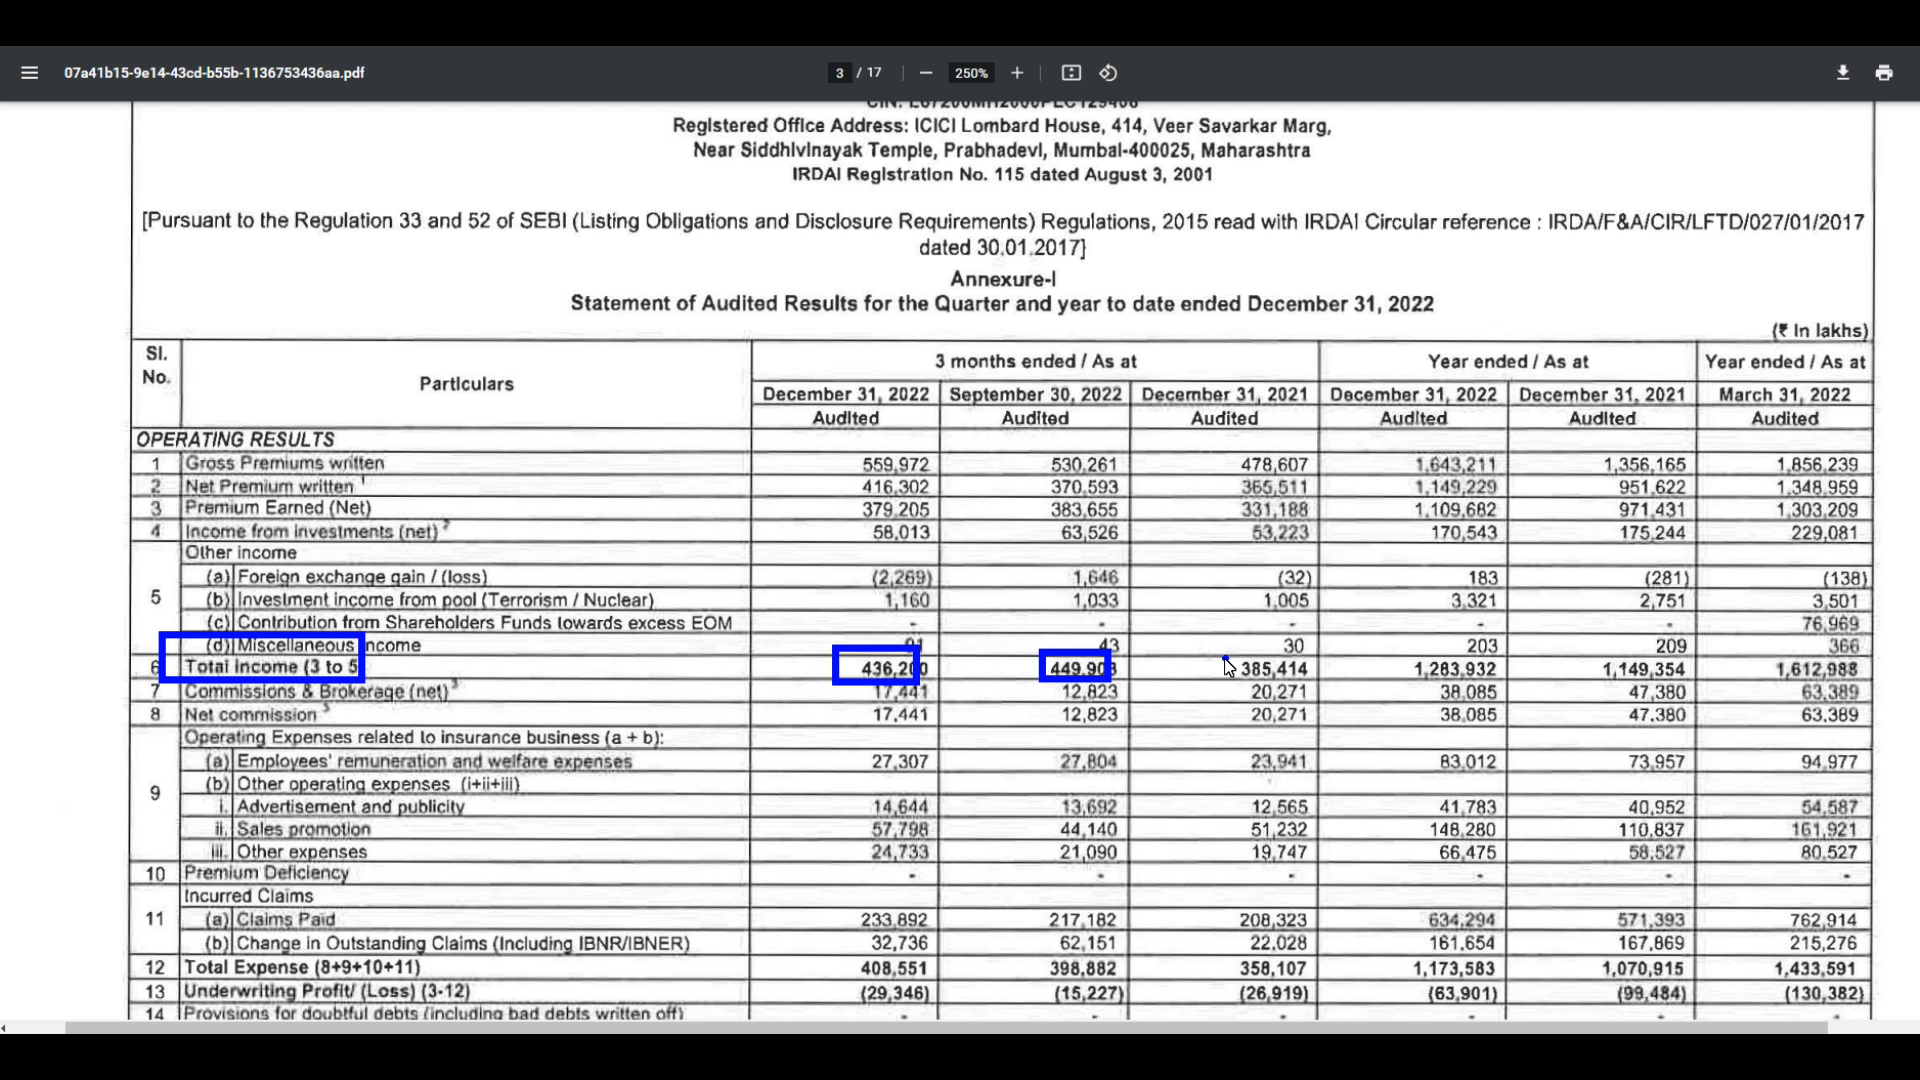 07a41b15-9e14-43cd-b55b-1136753436aa.pdf 3 / 17 250%
Registered Office Address: ICICI Lombard House, 414, Veer Savarkar Marg,
Near Siddhivinayak Temple, Prabhadevi, Mumbai-400025, Maharashtra
IRDAI Registration No. 115 dated August 3, 2001
[Pursuant to the Regulation 33 and 52 of SEBI (Listing Obligations and Disclosure Requirements) Regulations, 2015 read with IRDAI Circular reference : IRDA/F&A/CIR/LFTD/027/01/2017
dated 30.01.2017]
Annexure-I
Statement of Audited Results for the Quarter and year to date ended December 31, 2022
(₹ in lakhs)
Sl. No. Particulars 3 months ended / As at Year ended / As at Year ended / As at
December 31, 2022 September 30, 2022 December 31, 2021 December 31, 2022 December 31, 2021 March 31, 2022
Audited Audited Audited Audited Audited Audited
OPERATING RESULTS
1 Gross Premiums written 559,972 530,261 478,607 1,643,211 1,356,165 1,856,239
2 Net Premium written 1 416,302 370,593 365,511 1,149,229 951,622 1,348,959
3 Premium Earned (Net) 379,205 383,655 331,188 1,109,682 971,431 1,303,209
4 Income from investments (net) 2 58,013 63,526 53,223 170,543 175,244 229,081
5 Other income
(a) Foreign exchange gain / (loss) (2,269) 1,646 (32) 183 (281) (138)
(b) Investment income from pool (Terrorism / Nuclear) 1,160 1,033 1,005 3,321 2,751 3,501
(c) Contribution from Shareholders Funds towards excess EOM - - - - - 76,969
(d) Miscellaneous income 91 43 30 203 209 366
6 Total income (3 to 5 436,200 449,903 385,414 1,283,932 1,149,354 1,612,988
7 Commissions & Brokerage (net) 3 17,441 12,823 20,271 38,085 47,380 63,389
8 Net commission 3 17,441 12,823 20,271 38,085 47,380 63,389
9 Operating Expenses related to insurance business (a + b):
(a) Employees' remuneration and welfare expenses 27,307 27,804 23,941 83,012 73,957 94,977
(b) Other operating expenses (i+ii+iii)
i. Advertisement and publicity 14,644 13,692 12,565 41,783 40,952 54,587
ii. Sales promotion 57,798 44,140 51,232 148,280 110,837 161,921
iii. Other expenses 24,733 21,090 19,747 66,475 58,527 80,527
10 Premium Deficiency - - - - - -
11 Incurred Claims
(a) Claims Paid 233,892 217,182 208,323 634,294 571,393 762,914
(b) Change in Outstanding Claims (Including IBNR/IBNER) 32,736 62,151 22,028 161,654 167,869 215,276
12 Total Expense (8+9+10+11) 408,551 398,882 358,107 1,173,583 1,070,915 1,433,591
13 Underwriting Profit/ (Loss) (3-12) (29,346) (15,227) (26,919) (63,901) (99,484) (130,382)
14 Provisions for doubtful debts (including bad debts written off) - - - - - -